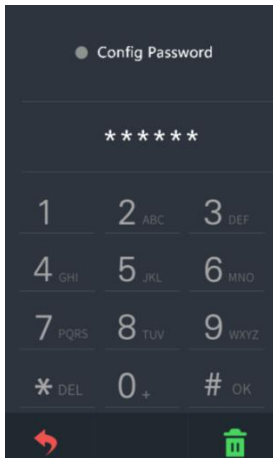 Config Password
******
1 2 ABC 3 DEF
4 GHI 5 JKL 6 MNO
7 PQRS 8 TUV 9 WXYZ
* DEL 0 + # OK